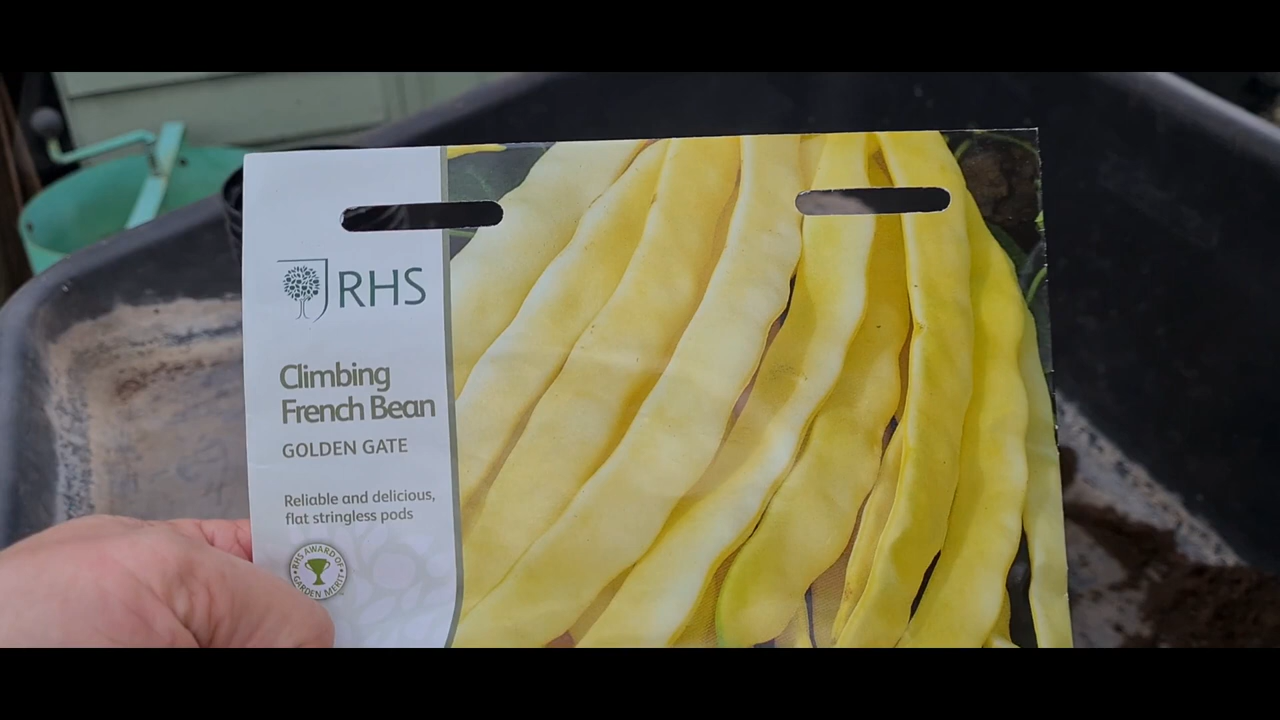 RHS
Climbing
French Bean
GOLDEN GATE
Reliable and delicious,
flat stringless pods
RHS AWARD OF
GARDEN MERIT